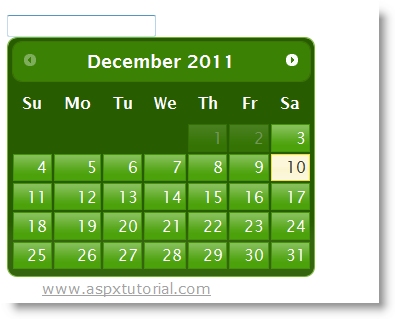 December 2011
Su Mo Tu We Th Fr Sa
1 2 3
4 5 6 7 8 9 10
11 12 13 14 15 16 17
18 19 20 21 22 23 24
25 26 27 28 29 30 31
www.aspxtutorial.com